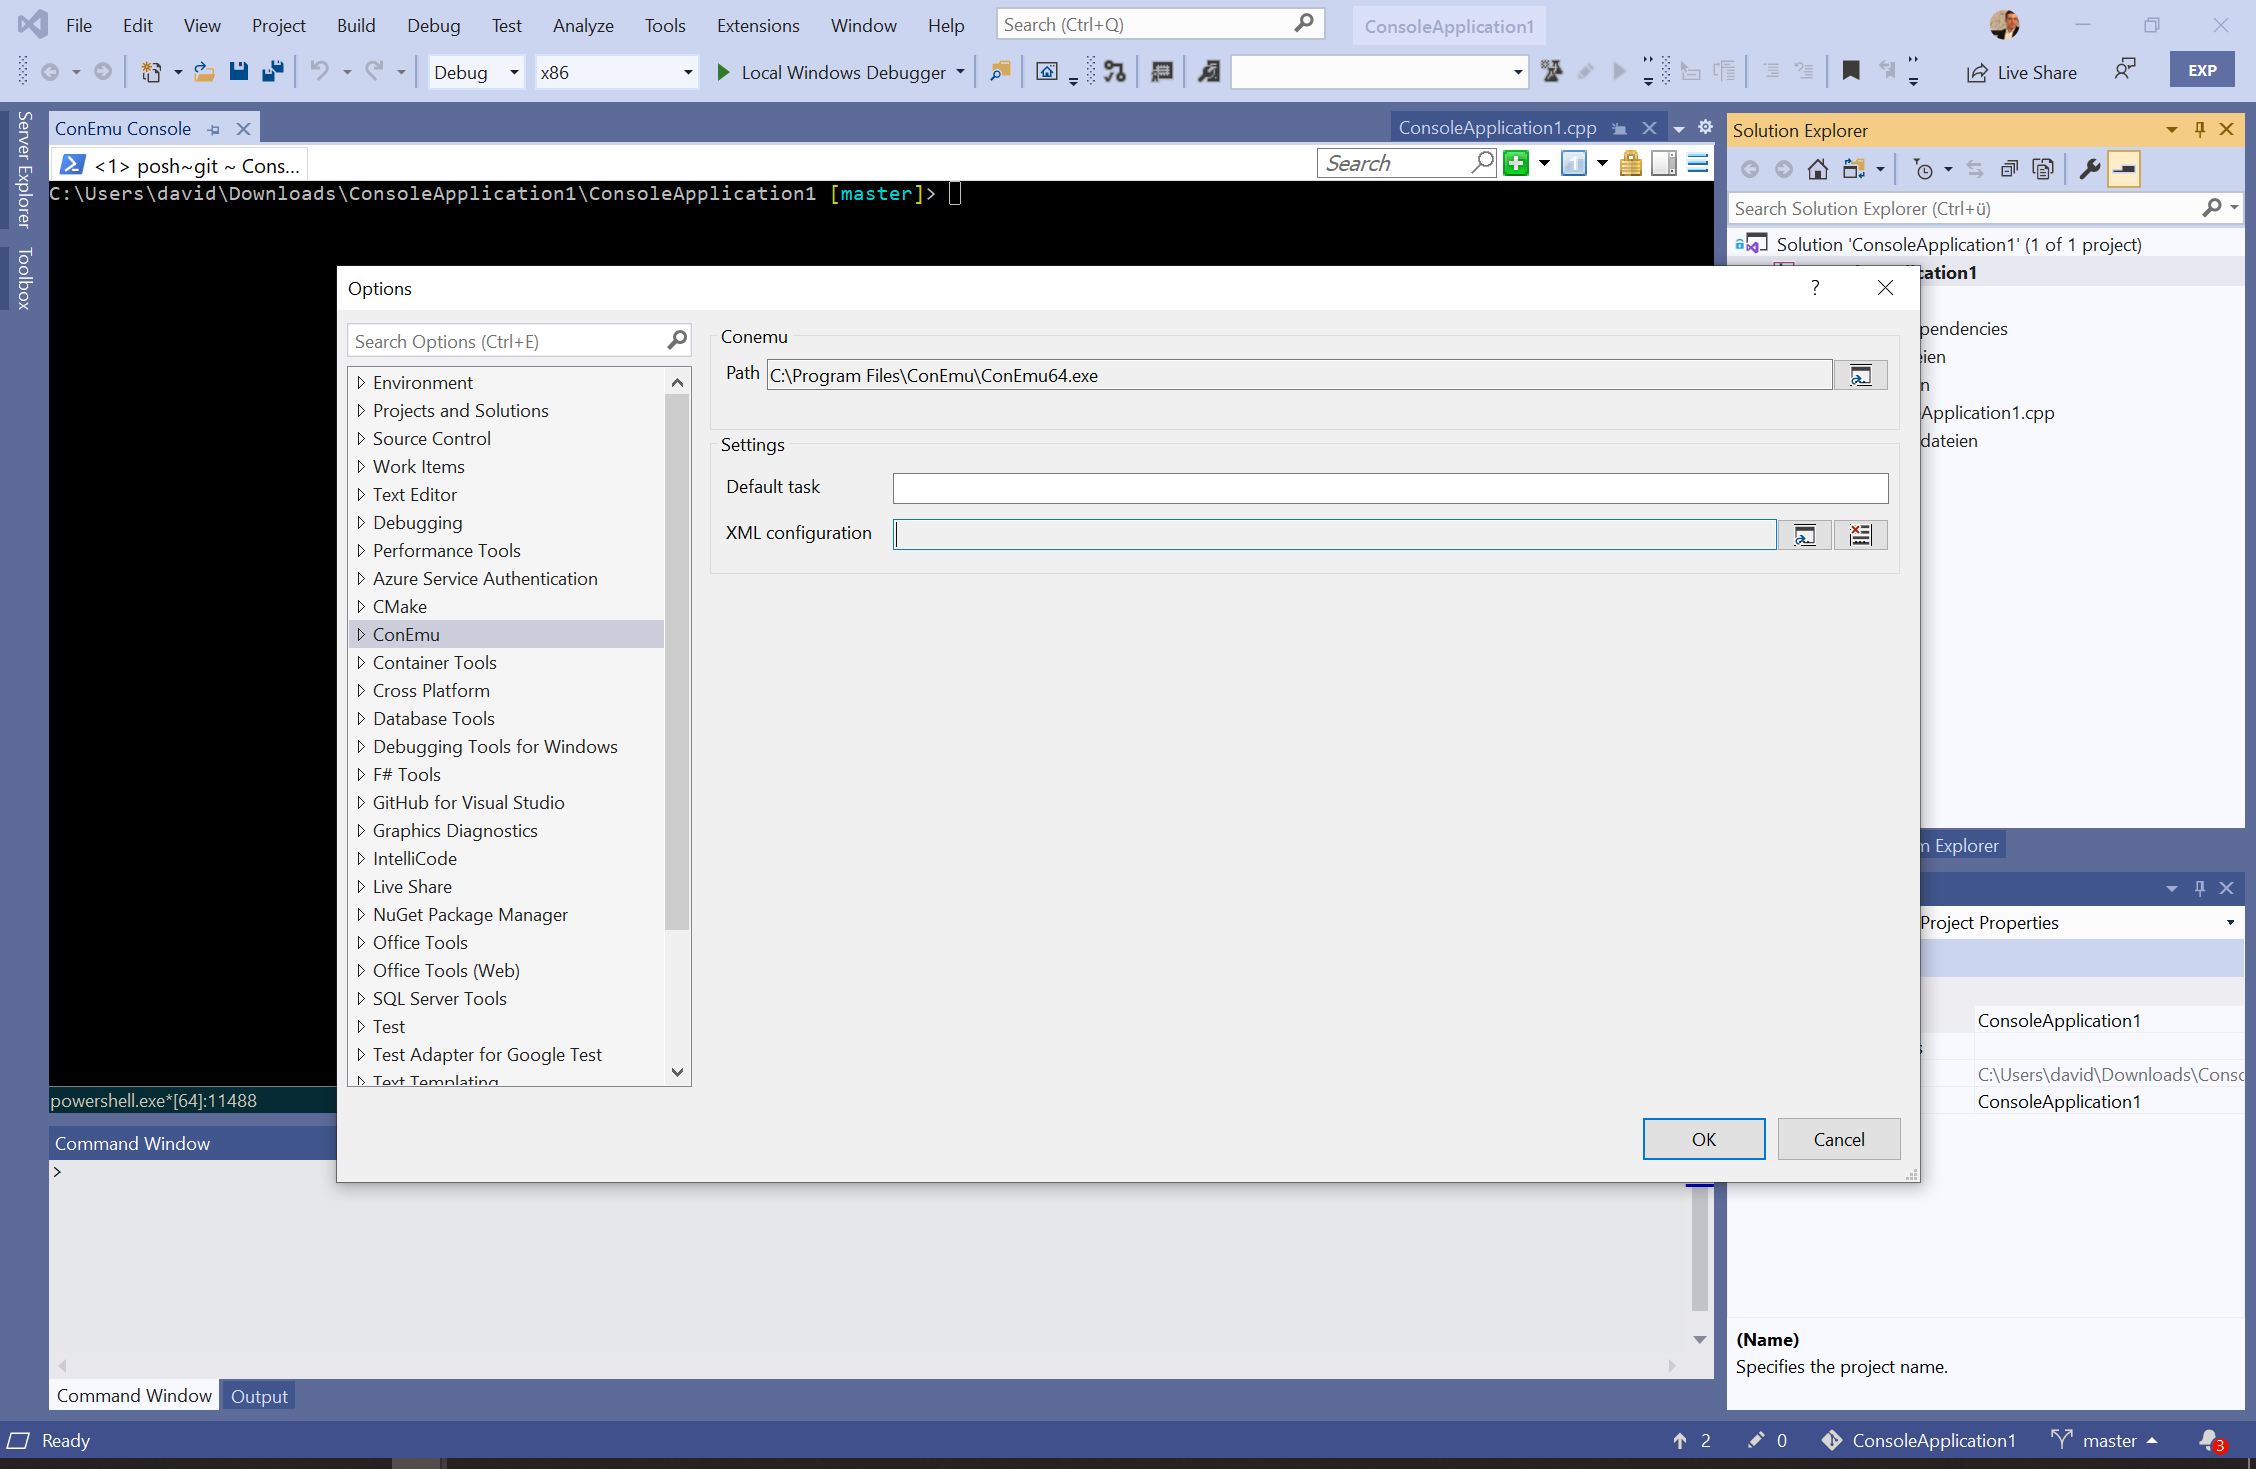 File Edit View Project Build Debug Test Analyze Tools Extensions Window Help Search (Ctrl+Q) ConsoleApplication1
Debug x86 Local Windows Debugger Live Share EXP
Server Explorer
Toolbox
ConEmu Console ConsoleApplication1.cpp
<1> posh~git ~ Cons... Search 1
C:\Users\david\Downloads\ConsoleApplication1\ConsoleApplication1 [master]>
Solution Explorer
Search Solution Explorer (Ctrl+ü)
Solution 'ConsoleApplication1' (1 of 1 project)
cation1
pendencies
ien
n
Application1.cpp
dateien
Options ?
Search Options (Ctrl+E)
Environment
Projects and Solutions
Source Control
Work Items
Text Editor
Debugging
Performance Tools
Azure Service Authentication
CMake
ConEmu
Container Tools
Cross Platform
Database Tools
Debugging Tools for Windows
F# Tools
GitHub for Visual Studio
Graphics Diagnostics
IntelliCode
Live Share
NuGet Package Manager
Office Tools
Office Tools (Web)
SQL Server Tools
Test
Test Adapter for Google Test
Text Templating
Conemu
Path C:\Program Files\ConEmu\ConEmu64.exe
Settings
Default task
XML configuration
OK Cancel
m Explorer
Project Properties
ConsoleApplication1
s
C:\Users\david\Downloads\Consc
ConsoleApplication1
(Name)
Specifies the project name.
powershell.exe*[64]:11488
Command Window
>
Command Window Output
Ready 2 0 ConsoleApplication1 master 3